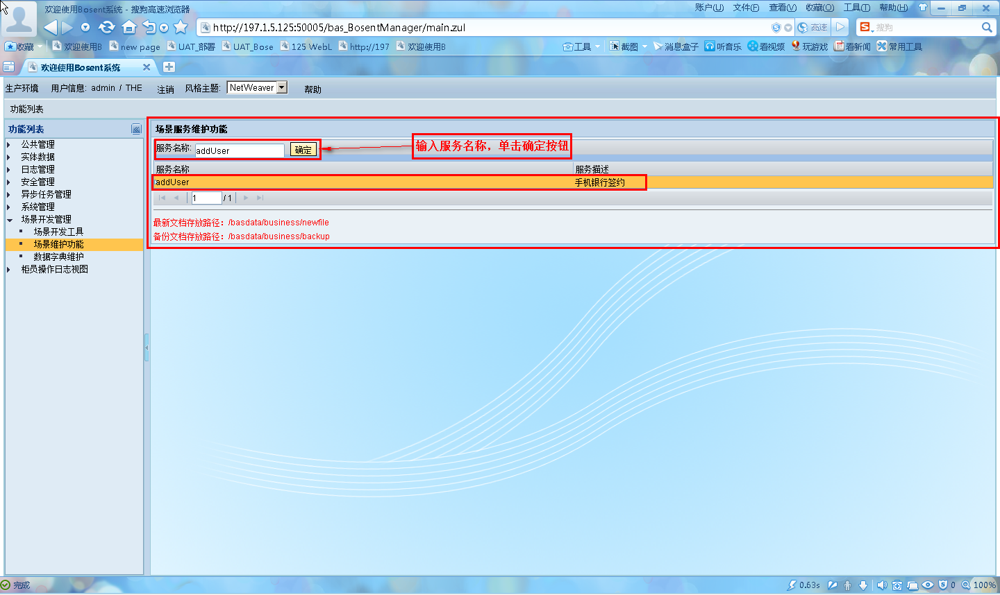 欢迎使用Bosent系统 - 搜狗高速浏览器
账户(U) 文件(F) 查看(V) 收藏(O) 工具(T) 帮助(H)
http://197.1.5.125:50005/bas_BosentManager/main.zul
高速
搜狗
收藏 欢迎使用B new page UAT_部署 UAT_Bose 125 WebL http://197 欢迎使用B
工具 截图 消息盒子 听音乐 看视频 玩游戏 看新闻 常用工具
欢迎使用Bosent系统
生产环境 用户信息: admin / THE 注销 风格主题: NetWeaver 帮助
功能列表
功能列表
公共管理
实体数据
日志管理
安全管理
异步任务管理
系统管理
场景开发管理
场景开发工具
场景维护功能
数据字典维护
柜员操作日志视图
场景服务维护功能
服务名称: addUser 确定
输入服务名称，单击确定按钮
服务名称 服务描述
addUser 手机银行签约
1 / 1
最新文档存放路径：/basdata/business/newfile
备份文档存放路径：/basdata/business/backup
完成
0.63s 0 100%